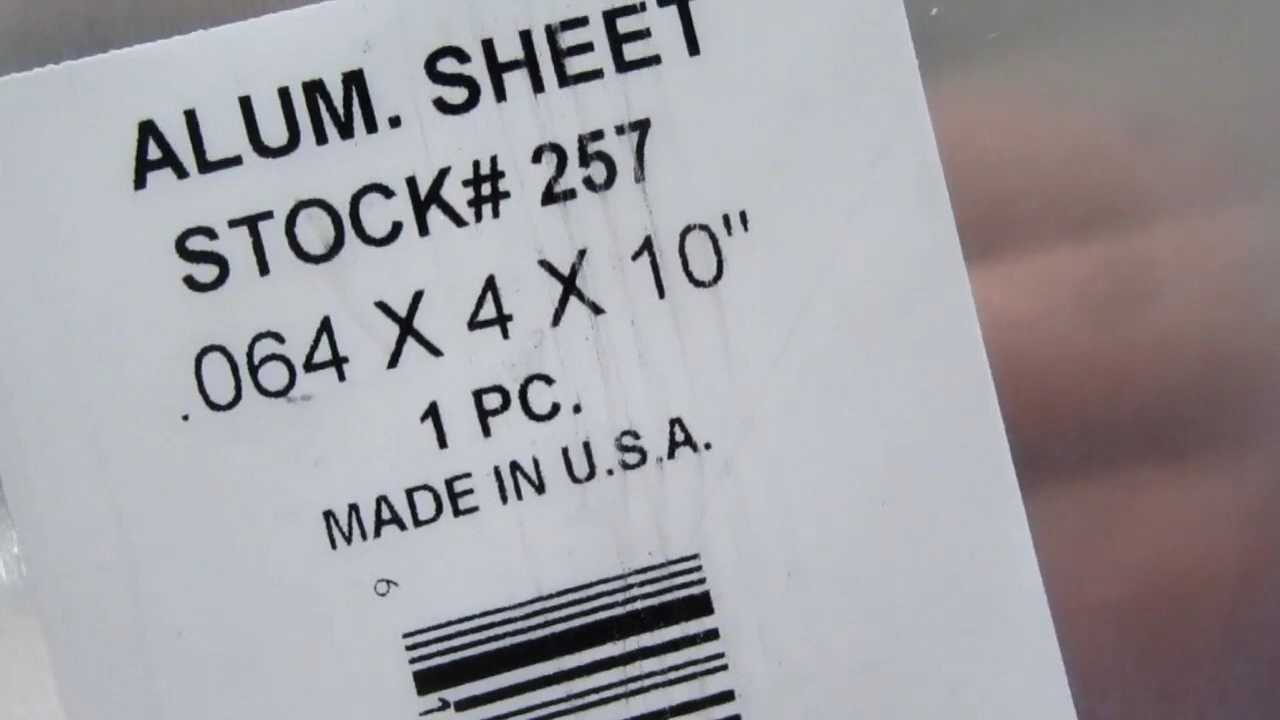 ALUM. SHEET
STOCK# 257
.064 X 4 X 10"
1 PC.
MADE IN U.S.A.
6